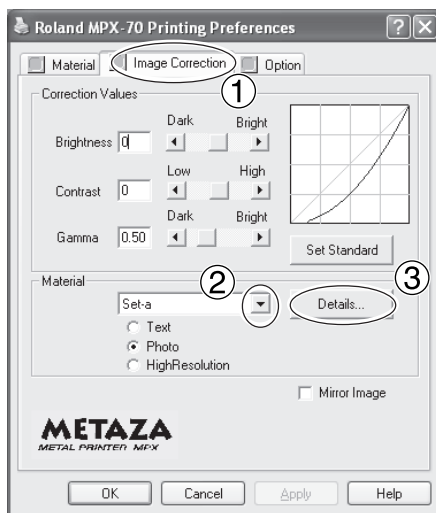 Roland MPX-70 Printing Preferences
Material Image Correction Option
1
Correction Values
Dark Bright
Brightness 0
Low High
Contrast 0
Dark Bright
Gamma 0.50
Set Standard
Material
2
3
Set-a Details...
Text
Photo
HighResolution
Mirror Image
METAZA
METAL PRINTER MPX
OK Cancel Apply Help